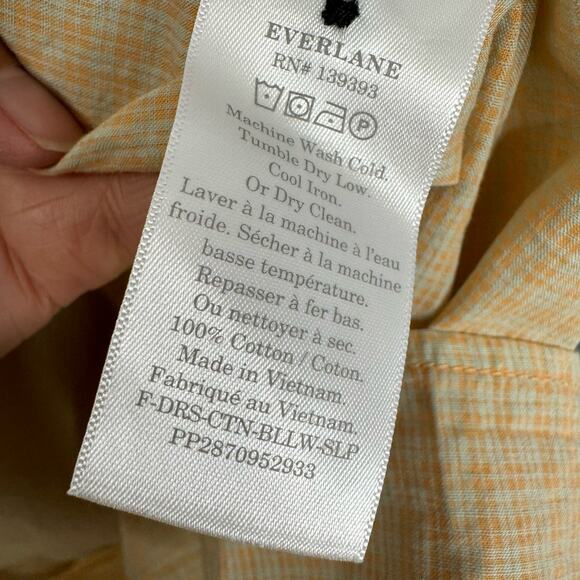 EVERLANE
RN# 139393
Machine Wash Cold.
Tumble Dry Low.
Cool Iron.
Or Dry Clean.
Laver à la machine à l'eau
froide. Sécher à la machine
basse température.
Repasser à fer bas.
Ou nettoyer à sec.
100% Cotton / Coton.
Made in Vietnam.
Fabriqué au Vietnam.
F-DRS-CTN-BLLW-SLP
PP2870952933